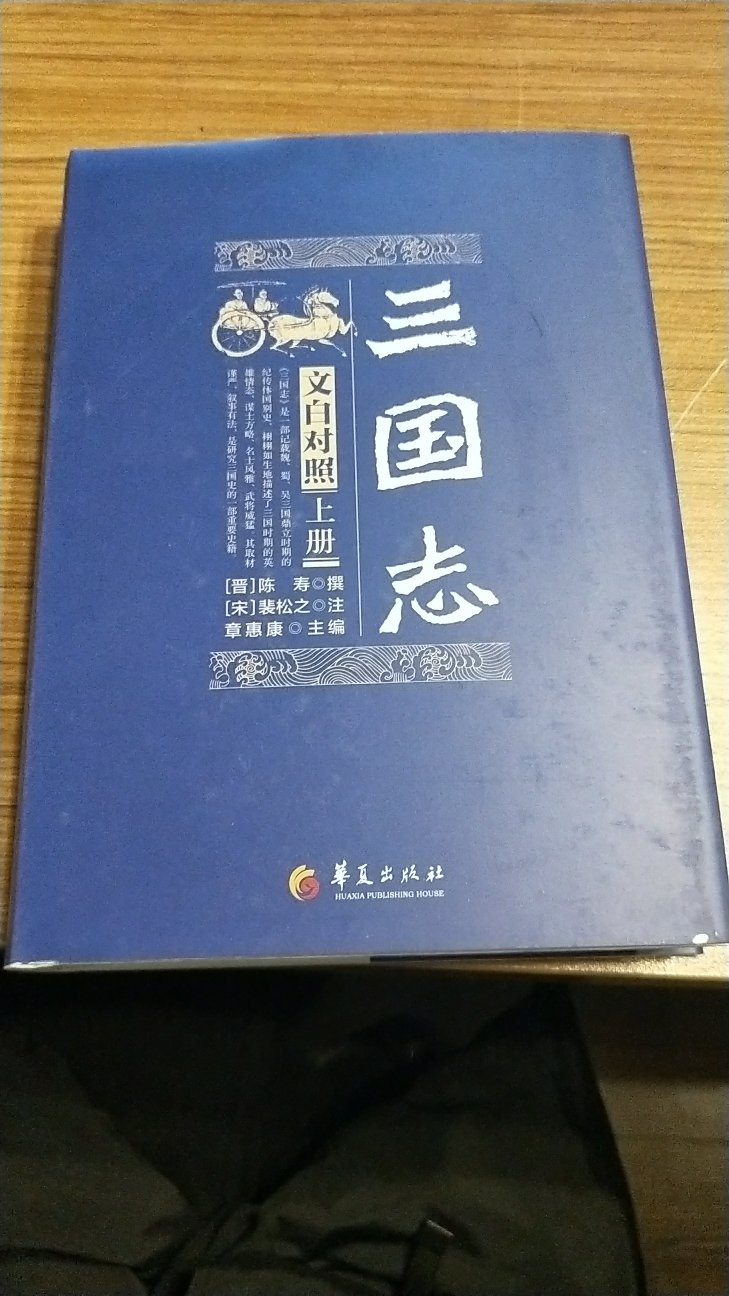 三国志
文白对照 上册
《三国志》是一部记载魏、蜀、吴三国鼎立时期的
纪传体国别史,栩栩如生地描述了三国时期的英
雄情态、谋士方略、名士风雅、武将威猛。其取材
谨严,叙事有法,是研究三国史的一部重要史籍。
[晋]陈 寿◎撰
[宋]裴松之◎注
章惠康◎主编
華夏出版社
HUAXIA PUBLISHING HOUSE